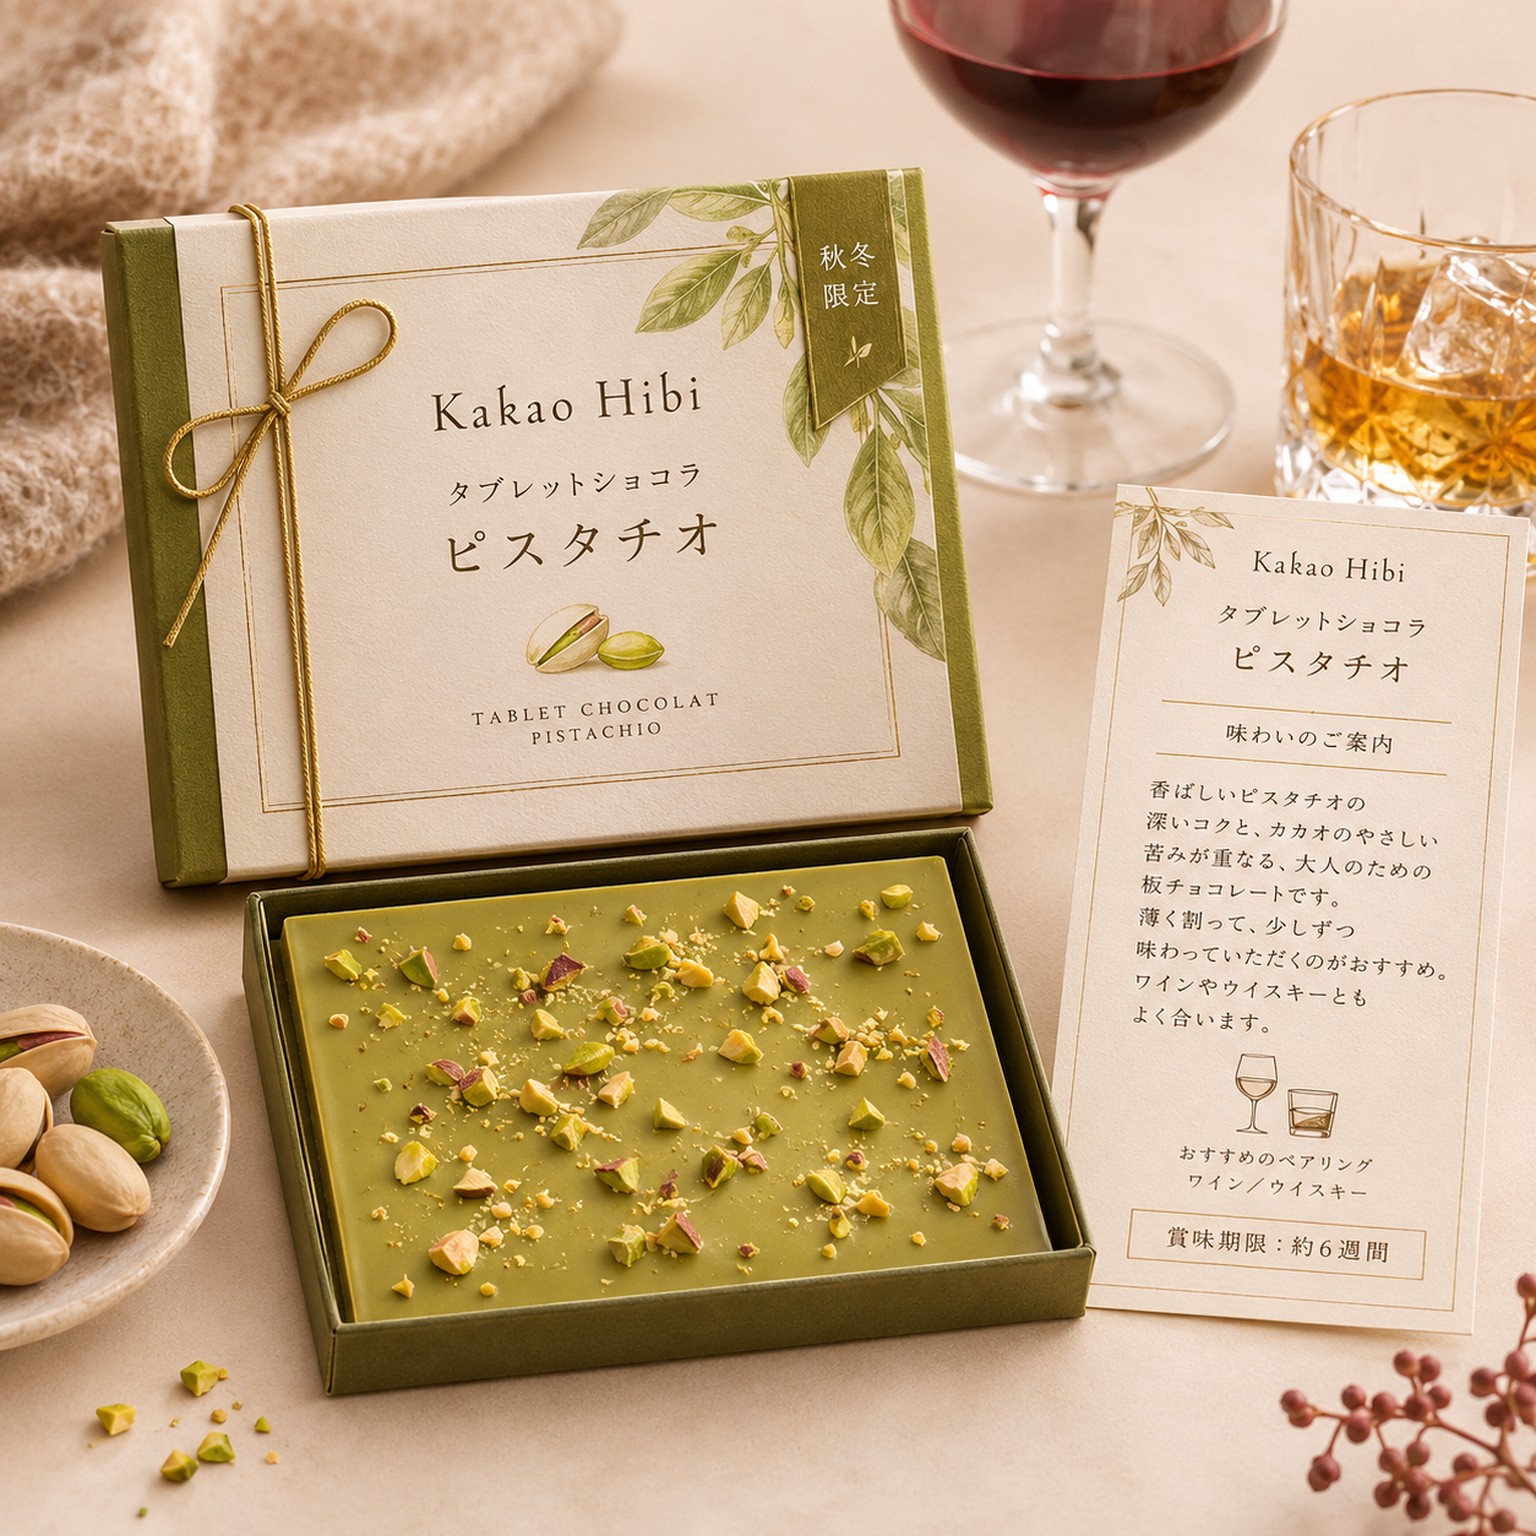 秋冬
限定
Kakao Hibi
タブレットショコラ
ピスタチオ
TABLET CHOCOLAT
PISTACHIO
Kakao Hibi
タブレットショコラ
ピスタチオ
味わいのご案内
香ばしいピスタチオの
深いコクと、カカオのやさしい
苦みが重なる、大人のための
板チョコレートです。
薄く割って、少しずつ
味わっていただくのがおすすめ。
ワインやウイスキーとも
よく合います。
おすすめのペアリング
ワイン／ウイスキー
賞味期限：約6週間